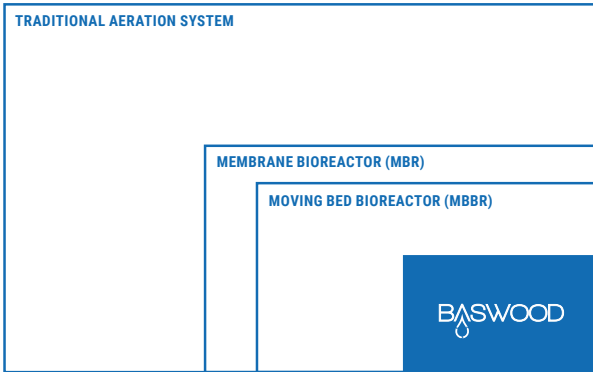 TRADITIONAL AERATION SYSTEM
MEMBRANE BIOREACTOR (MBR)
MOVING BED BIOREACTOR (MBBR)
BASWOOD